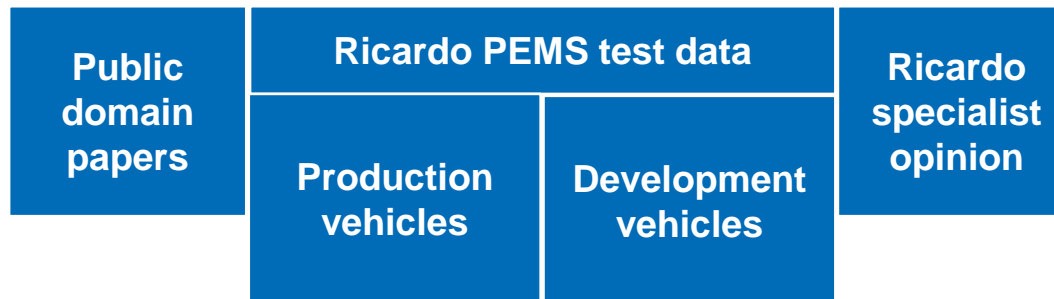 Public
domain
papers
Ricardo PEMS test data
Production
vehicles
Development
vehicles
Ricardo
specialist
opinion